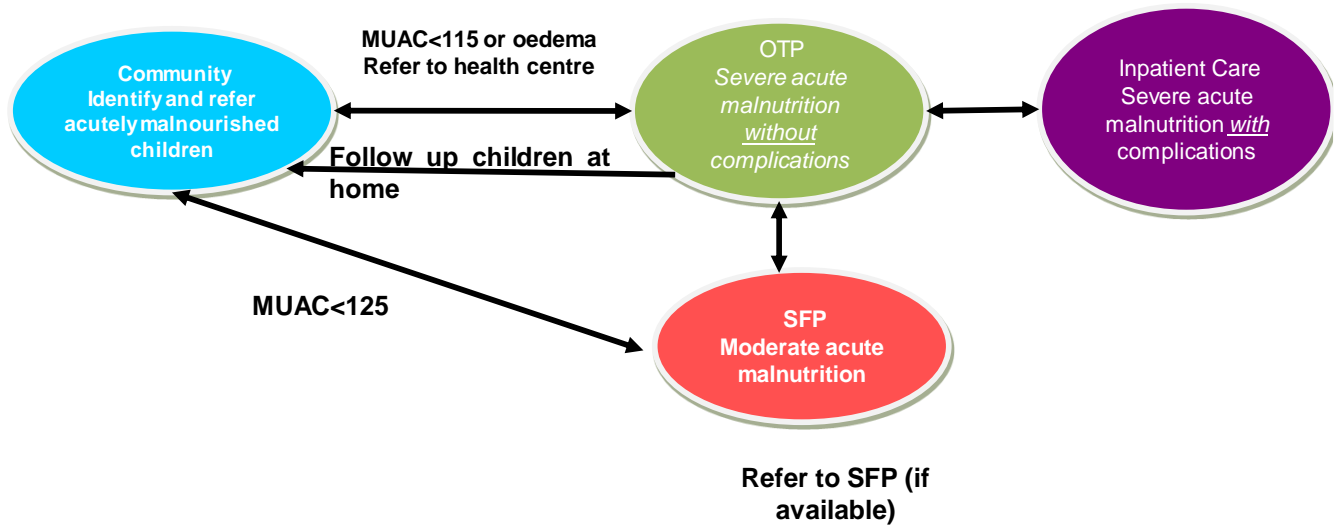 MUAC<115 or oedema
Refer to health centre
Community
Identify and refer
acutely malnourished
children
OTP
Severe acute
malnutrition
without
complications
Inpatient Care
Severe acute
malnutrition with
complications
Follow up children at
home
MUAC<125
SFP
Moderate acute
malnutrition
Refer to SFP (if
available)